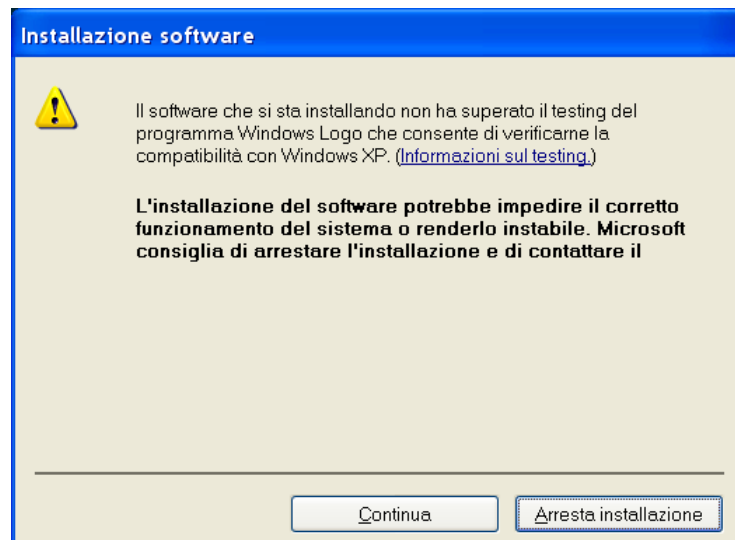 Installazione software
Il software che si sta installando non ha superato il testing del
programma Windows Logo che consente di verificarne la
compatibilità con Windows XP. (Informazioni sul testing.)
L'installazione del software potrebbe impedire il corretto
funzionamento del sistema o renderlo instabile. Microsoft
consiglia di arrestare l'installazione e di contattare il
Continua
Arresta installazione